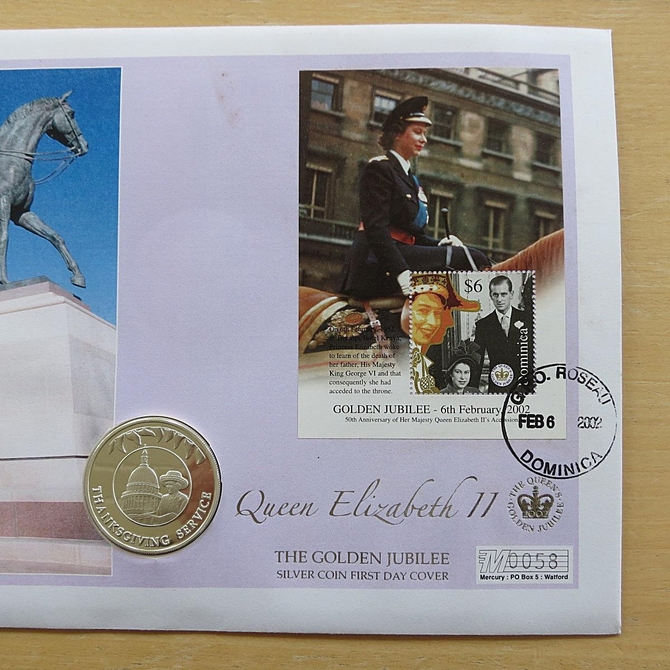 $6
Dominica
to learn of the death of
her father, His Majesty
King George VI and that
consequently she had
acceded to the throne.
GOLDEN JUBILEE - 6th February 2002
50th Anniversary of Her Majesty Queen Elizabeth II's Accession
G.P.O. ROSEAU
FEB 6 2002
DOMINICA
THANKSGIVING SERVICE
Queen Elizabeth II
THE QUEEN'S
GOLDEN JUBILEE
2002
THE GOLDEN JUBILEE
SILVER COIN FIRST DAY COVER
M 0058
Mercury : PO Box 5 : Watford